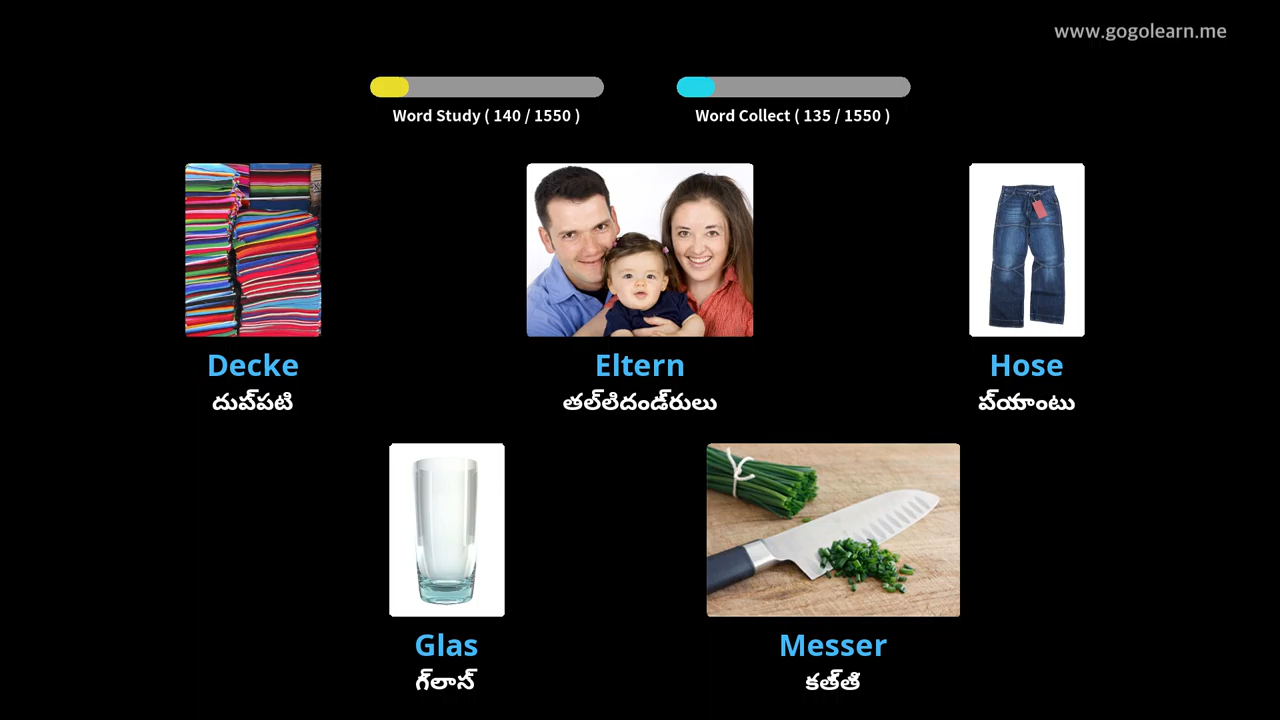 www.gogolearn.me
Word Study ( 140 / 1550 )
Word Collect ( 135 / 1550 )
Decke
దుప్పటి
Eltern
తల్లిదండ్రులు
Hose
ప్యాంటు
Glas
గ్లాస్
Messer
కత్తి